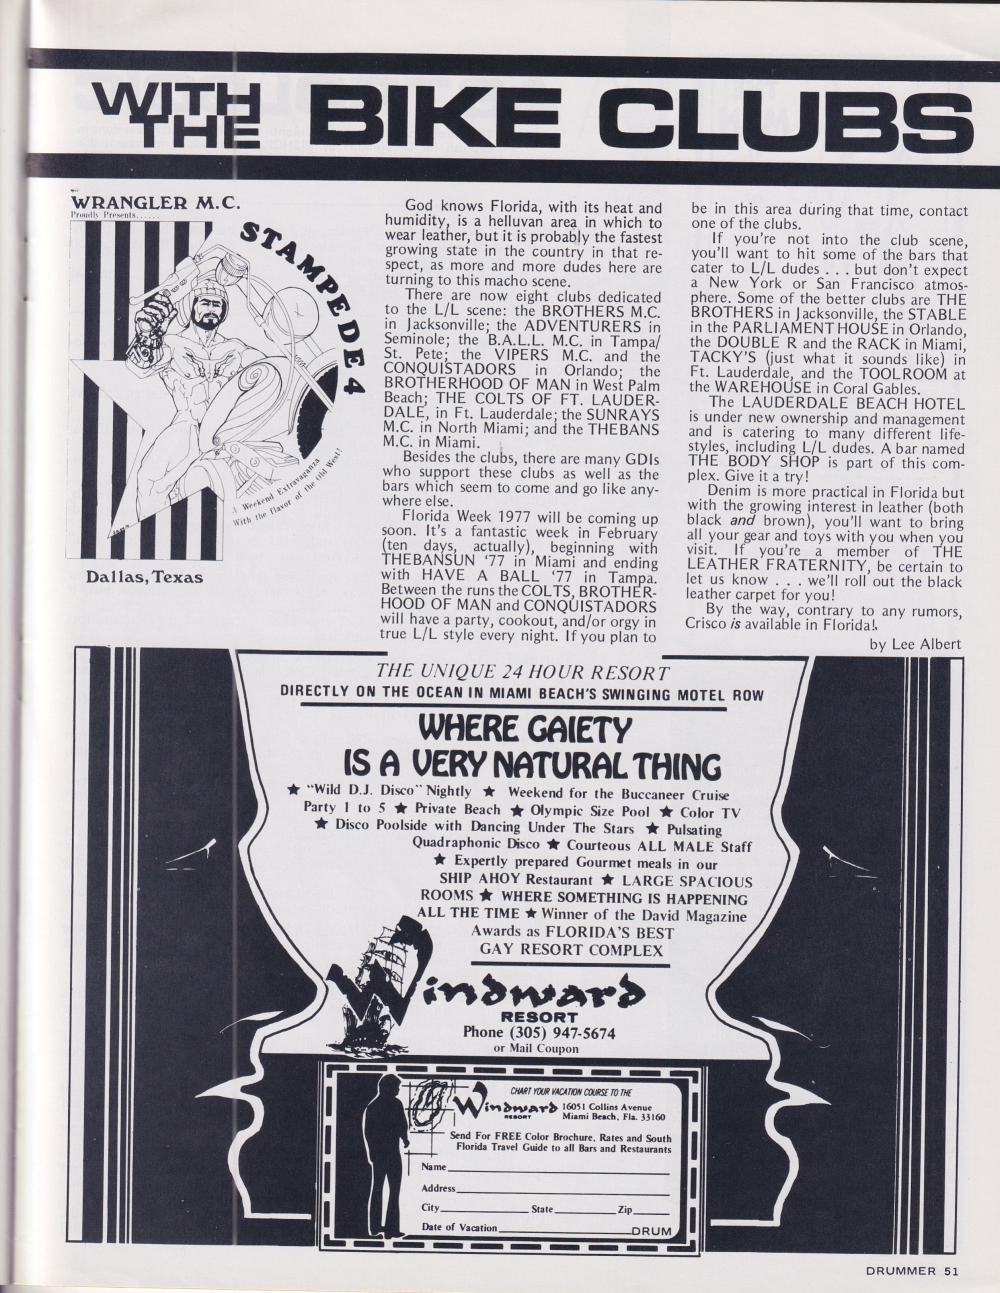 WITH
THE BIKE CLUBS
WRANGLER M.C.
Proudly Presents......
STAMPEDE 4
A Weekend Extravaganza
With the flavor of the Old West!
Dallas, Texas
God knows Florida, with its heat and
humidity, is a helluvan area in which to
wear leather, but it is probably the fastest
growing state in the country in that re-
spect, as more and more dudes here are
turning to this macho scene.
There are now eight clubs dedicated
to the L/L scene: the BROTHERS M.C.
in Jacksonville; the ADVENTURERS in
Seminole; the B.A.L.L. M.C. in Tampa/
St. Pete; the VIPERS M.C. and the
CONQUISTADORS in Orlando; the
BROTHERHOOD OF MAN in West Palm
Beach; THE COLTS OF FT. LAUDER-
DALE, in Ft. Lauderdale; the SUNRAYS
M.C. in North Miami; and the THEBANS
M.C. in Miami.
Besides the clubs, there are many GDIs
who support these clubs as well as the
bars which seem to come and go like any-
where else.
Florida Week 1977 will be coming up
soon. It's a fantastic week in February
(ten days, actually), beginning with
THEBANSUN '77 in Miami and ending
with HAVE A BALL '77 in Tampa.
Between the runs the COLTS, BROTHER-
HOOD OF MAN and CONQUISTADORS
will have a party, cookout, and/or orgy in
true L/L style every night. If you plan to
be in this area during that time, contact
one of the clubs.
If you're not into the club scene,
you'll want to hit some of the bars that
cater to L/L dudes . . . but don't expect
a New York or San Francisco atmos-
phere. Some of the better clubs are THE
BROTHERS in Jacksonville, the STABLE
in the PARLIAMENT HOUSE in Orlando,
the DOUBLE R and the RACK in Miami,
TACKY'S (just what it sounds like) in
Ft. Lauderdale, and the TOOLROOM at
the WAREHOUSE in Coral Gables.
The LAUDERDALE BEACH HOTEL
is under new ownership and management
and is catering to many different life-
styles, including L/L dudes. A bar named
THE BODY SHOP is part of this com-
plex. Give it a try!
Denim is more practical in Florida but
with the growing interest in leather (both
black and brown), you'll want to bring
all your gear and toys with you when you
visit. If you're a member of THE
LEATHER FRATERNITY, be certain to
let us know . . . we'll roll out the black
leather carpet for you!
By the way, contrary to any rumors,
Crisco is available in Florida!
by Lee Albert
THE UNIQUE 24 HOUR RESORT
DIRECTLY ON THE OCEAN IN MIAMI BEACH'S SWINGING MOTEL ROW
WHERE GAIETY
IS A VERY NATURAL THING
★ "Wild D.J. Disco" Nightly ★ Weekend for the Buccaneer Cruise
Party 1 to 5 ★ Private Beach ★ Olympic Size Pool ★ Color TV
★ Disco Poolside with Dancing Under The Stars ★ Pulsating
Quadraphonic Disco ★ Courteous ALL MALE Staff
★ Expertly prepared Gourmet meals in our
SHIP AHOY Restaurant ★ LARGE SPACIOUS
ROOMS ★ WHERE SOMETHING IS HAPPENING
ALL THE TIME ★ Winner of the David Magazine
Awards as FLORIDA'S BEST
GAY RESORT COMPLEX
Windward
RESORT
Phone (305) 947-5674
or Mail Coupon
CHART YOUR VACATION COURSE TO THE
Windward
RESORT
16051 Collins Avenue
Miami Beach, Fla. 33160
Send For FREE Color Brochure, Rates and South
Florida Travel Guide to all Bars and Restaurants
Name
Address
City State Zip
Date of Vacation DRUM
DRUMMER 51